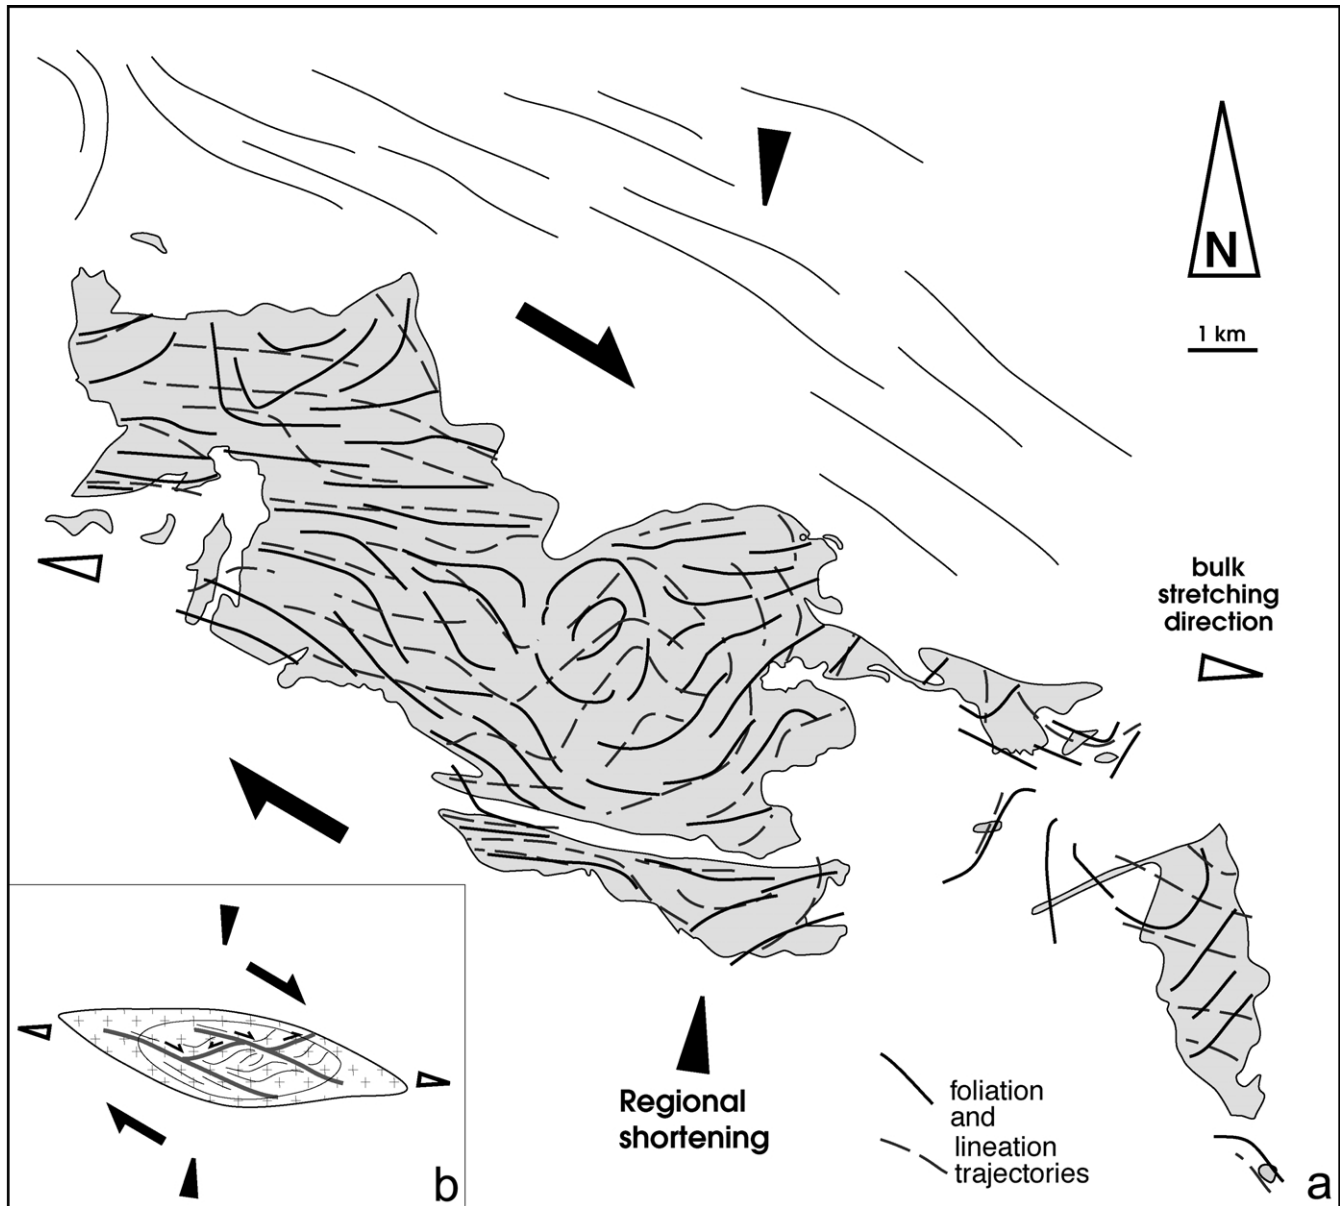 N
1 km
bulk
stretching
direction
Regional
shortening
foliation
and
lineation
trajectories
b
a